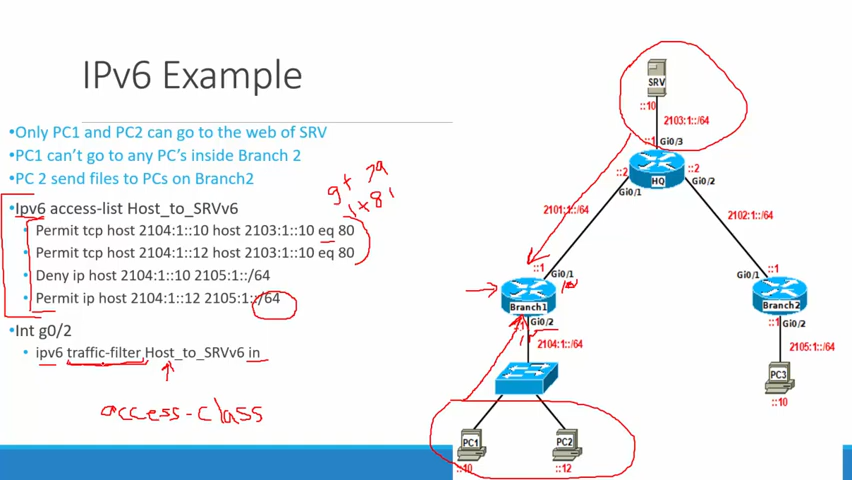 IPv6 Example
•Only PC1 and PC2 can go to the web of SRV
•PC1 can't go to any PC's inside Branch 2
•PC 2 send files to PCs on Branch2
gt 79
lt 81
•Ipv6 access-list Host_to_SRVv6
• Permit tcp host 2104:1::10 host 2103:1::10 eq 80
• Permit tcp host 2104:1::12 host 2103:1::10 eq 80
• Deny ip host 2104:1::10 2105:1::/64
• Permit ip host 2104:1::12 2105:1::/64
•Int g0/2
• ipv6 traffic-filter Host_to_SRVv6 in
access-class
SRV
::10
2103:1::/64
::1
Gi0/3
::2
HQ
::2
Gi0/1
Gi0/2
2101:1::/64
2102:1::/64
::1
Gi0/1
Branch1
Gi0/2
Gi0/1
::1
Branch2
::1
Gi0/2
2104:1::/64
2105:1::/64
PC3
::10
PC1
::10
PC2
::12